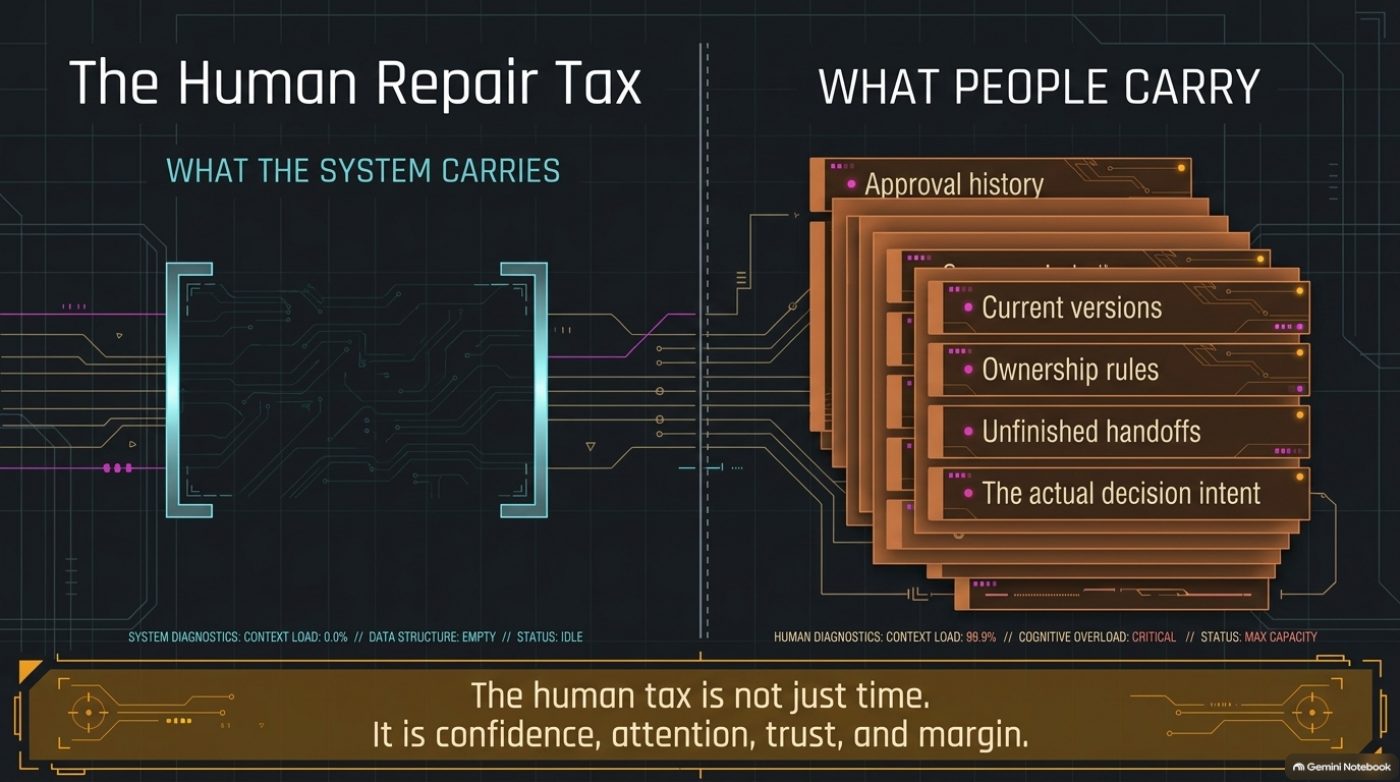 The Human Repair Tax
WHAT THE SYSTEM CARRIES
SYSTEM DIAGNOSTICS: CONTEXT LOAD: 0.0% // DATA STRUCTURE: EMPTY // STATUS: IDLE
WHAT PEOPLE CARRY
Approval history
Current versions
Ownership rules
Unfinished handoffs
The actual decision intent
HUMAN DIAGNOSTICS: CONTEXT LOAD: 99.9% // COGNITIVE OVERLOAD: CRITICAL // STATUS: MAX CAPACITY
The human tax is not just time.
It is confidence, attention, trust, and margin.
Gemini Notebook